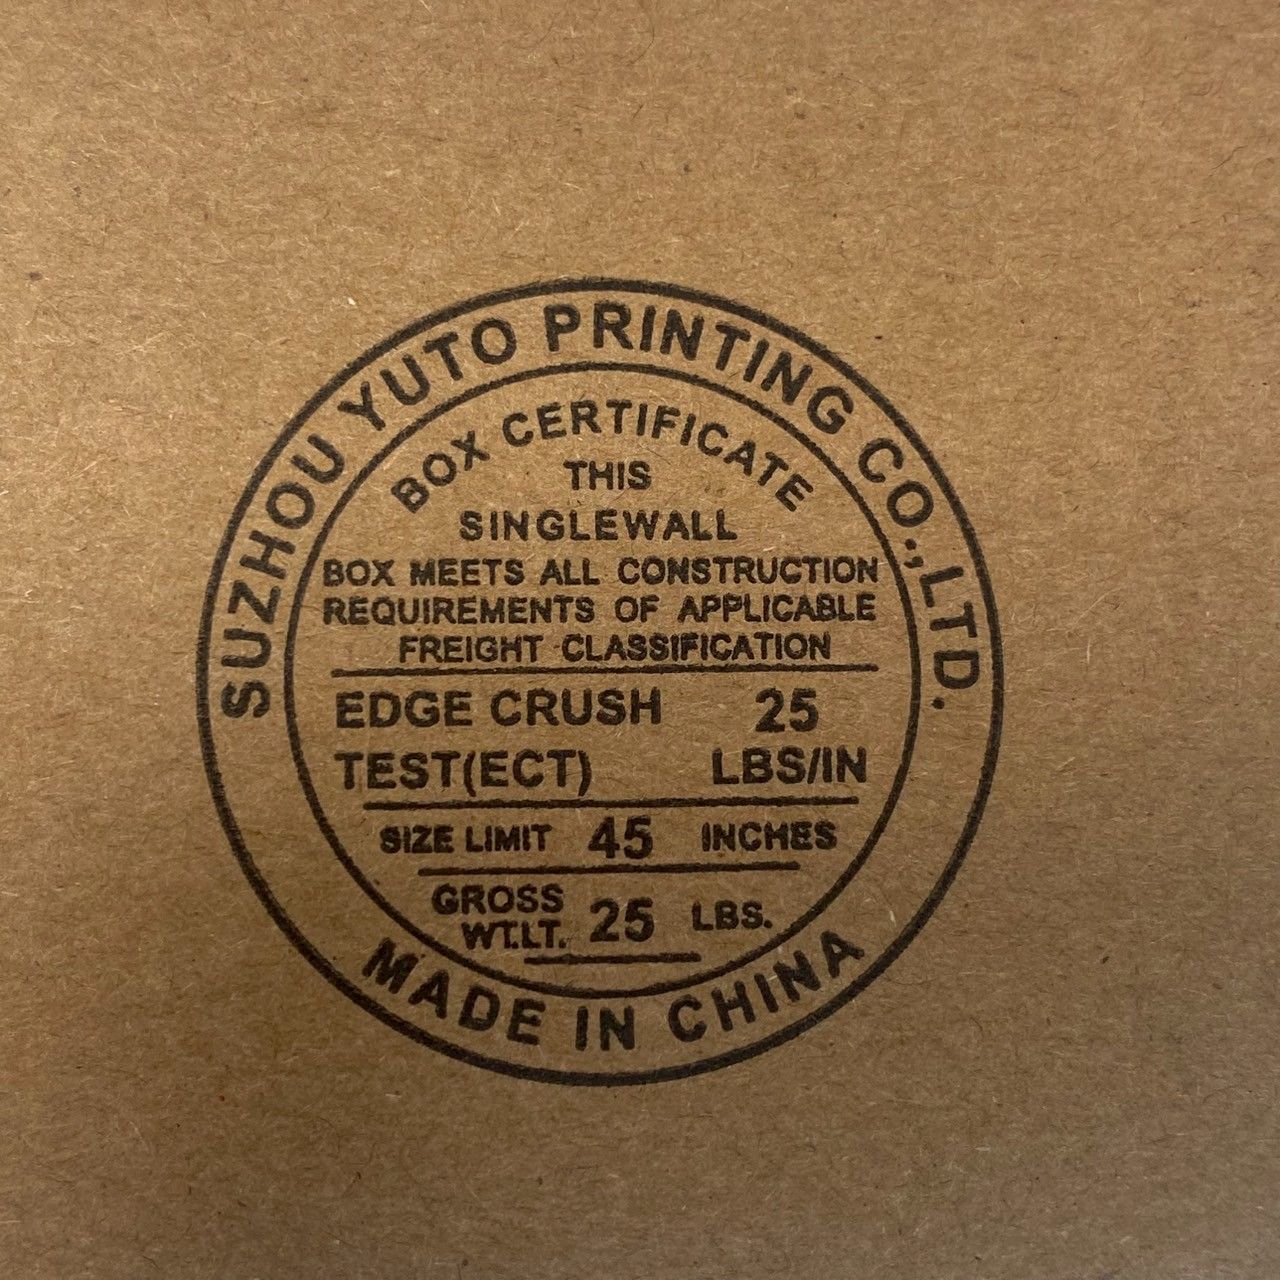 SUZHOU YUTO PRINTING CO.,LTD.
BOX CERTIFICATE
THIS
SINGLEWALL
BOX MEETS ALL CONSTRUCTION
REQUIREMENTS OF APPLICABLE
FREIGHT CLASSIFICATION
EDGE CRUSH 25
TEST(ECT) LBS/IN
SIZE LIMIT 45 INCHES
GROSS
WT.LT. 25 LBS.
MADE IN CHINA